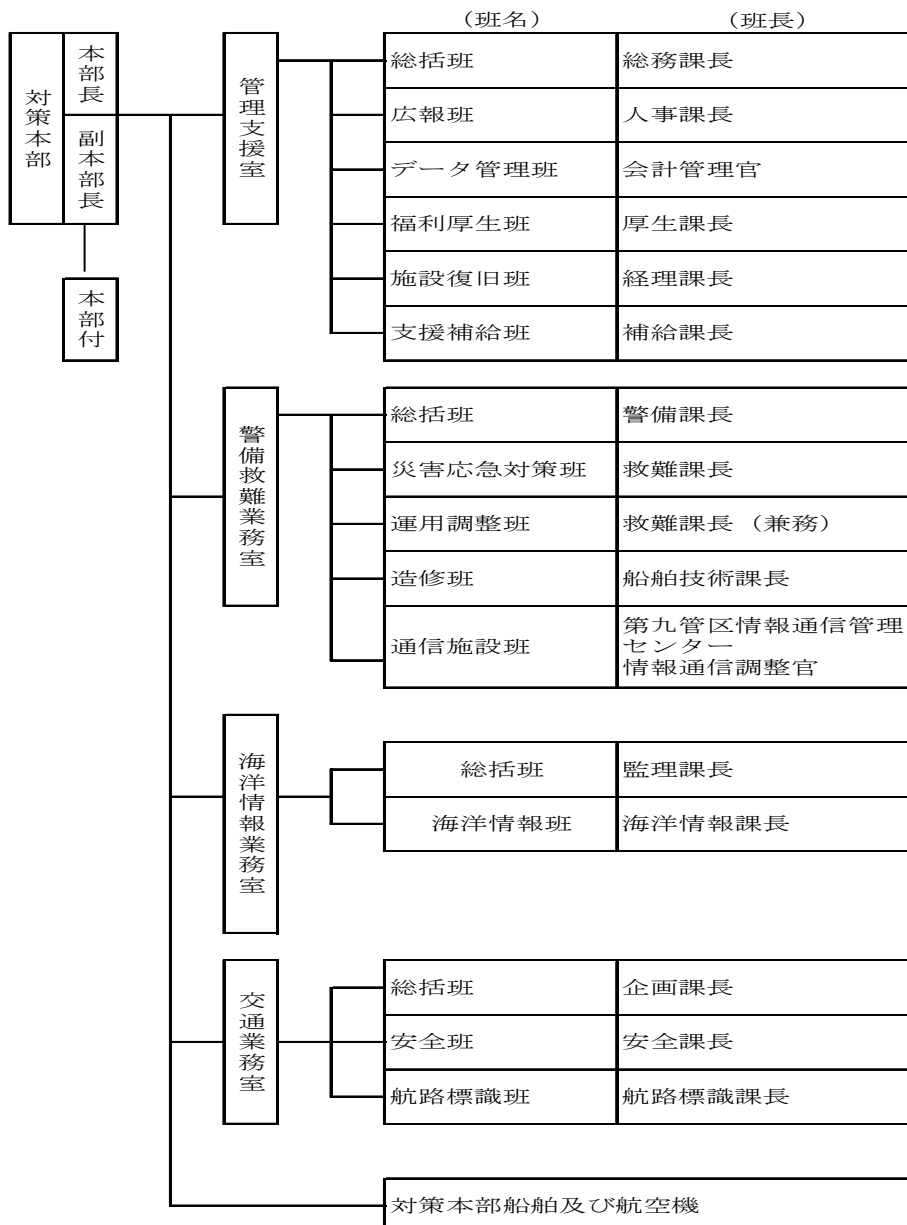 （班名）　（班長）
対策本部
本部長
副本部長
本部付
管理支援室
総括班　総務課長
広報班　人事課長
データ管理班　会計管理官
福利厚生班　厚生課長
施設復旧班　経理課長
支援補給班　補給課長
警備救難業務室
総括班　警備課長
災害応急対策班　救難課長
運用調整班　救難課長（兼務）
造修班　船舶技術課長
通信施設班　第九管区情報通信管理
センター
情報通信調整官
海洋情報業務室
総括班　監理課長
海洋情報班　海洋情報課長
交通業務室
総括班　企画課長
安全班　安全課長
航路標識班　航路標識課長
対策本部船舶及び航空機